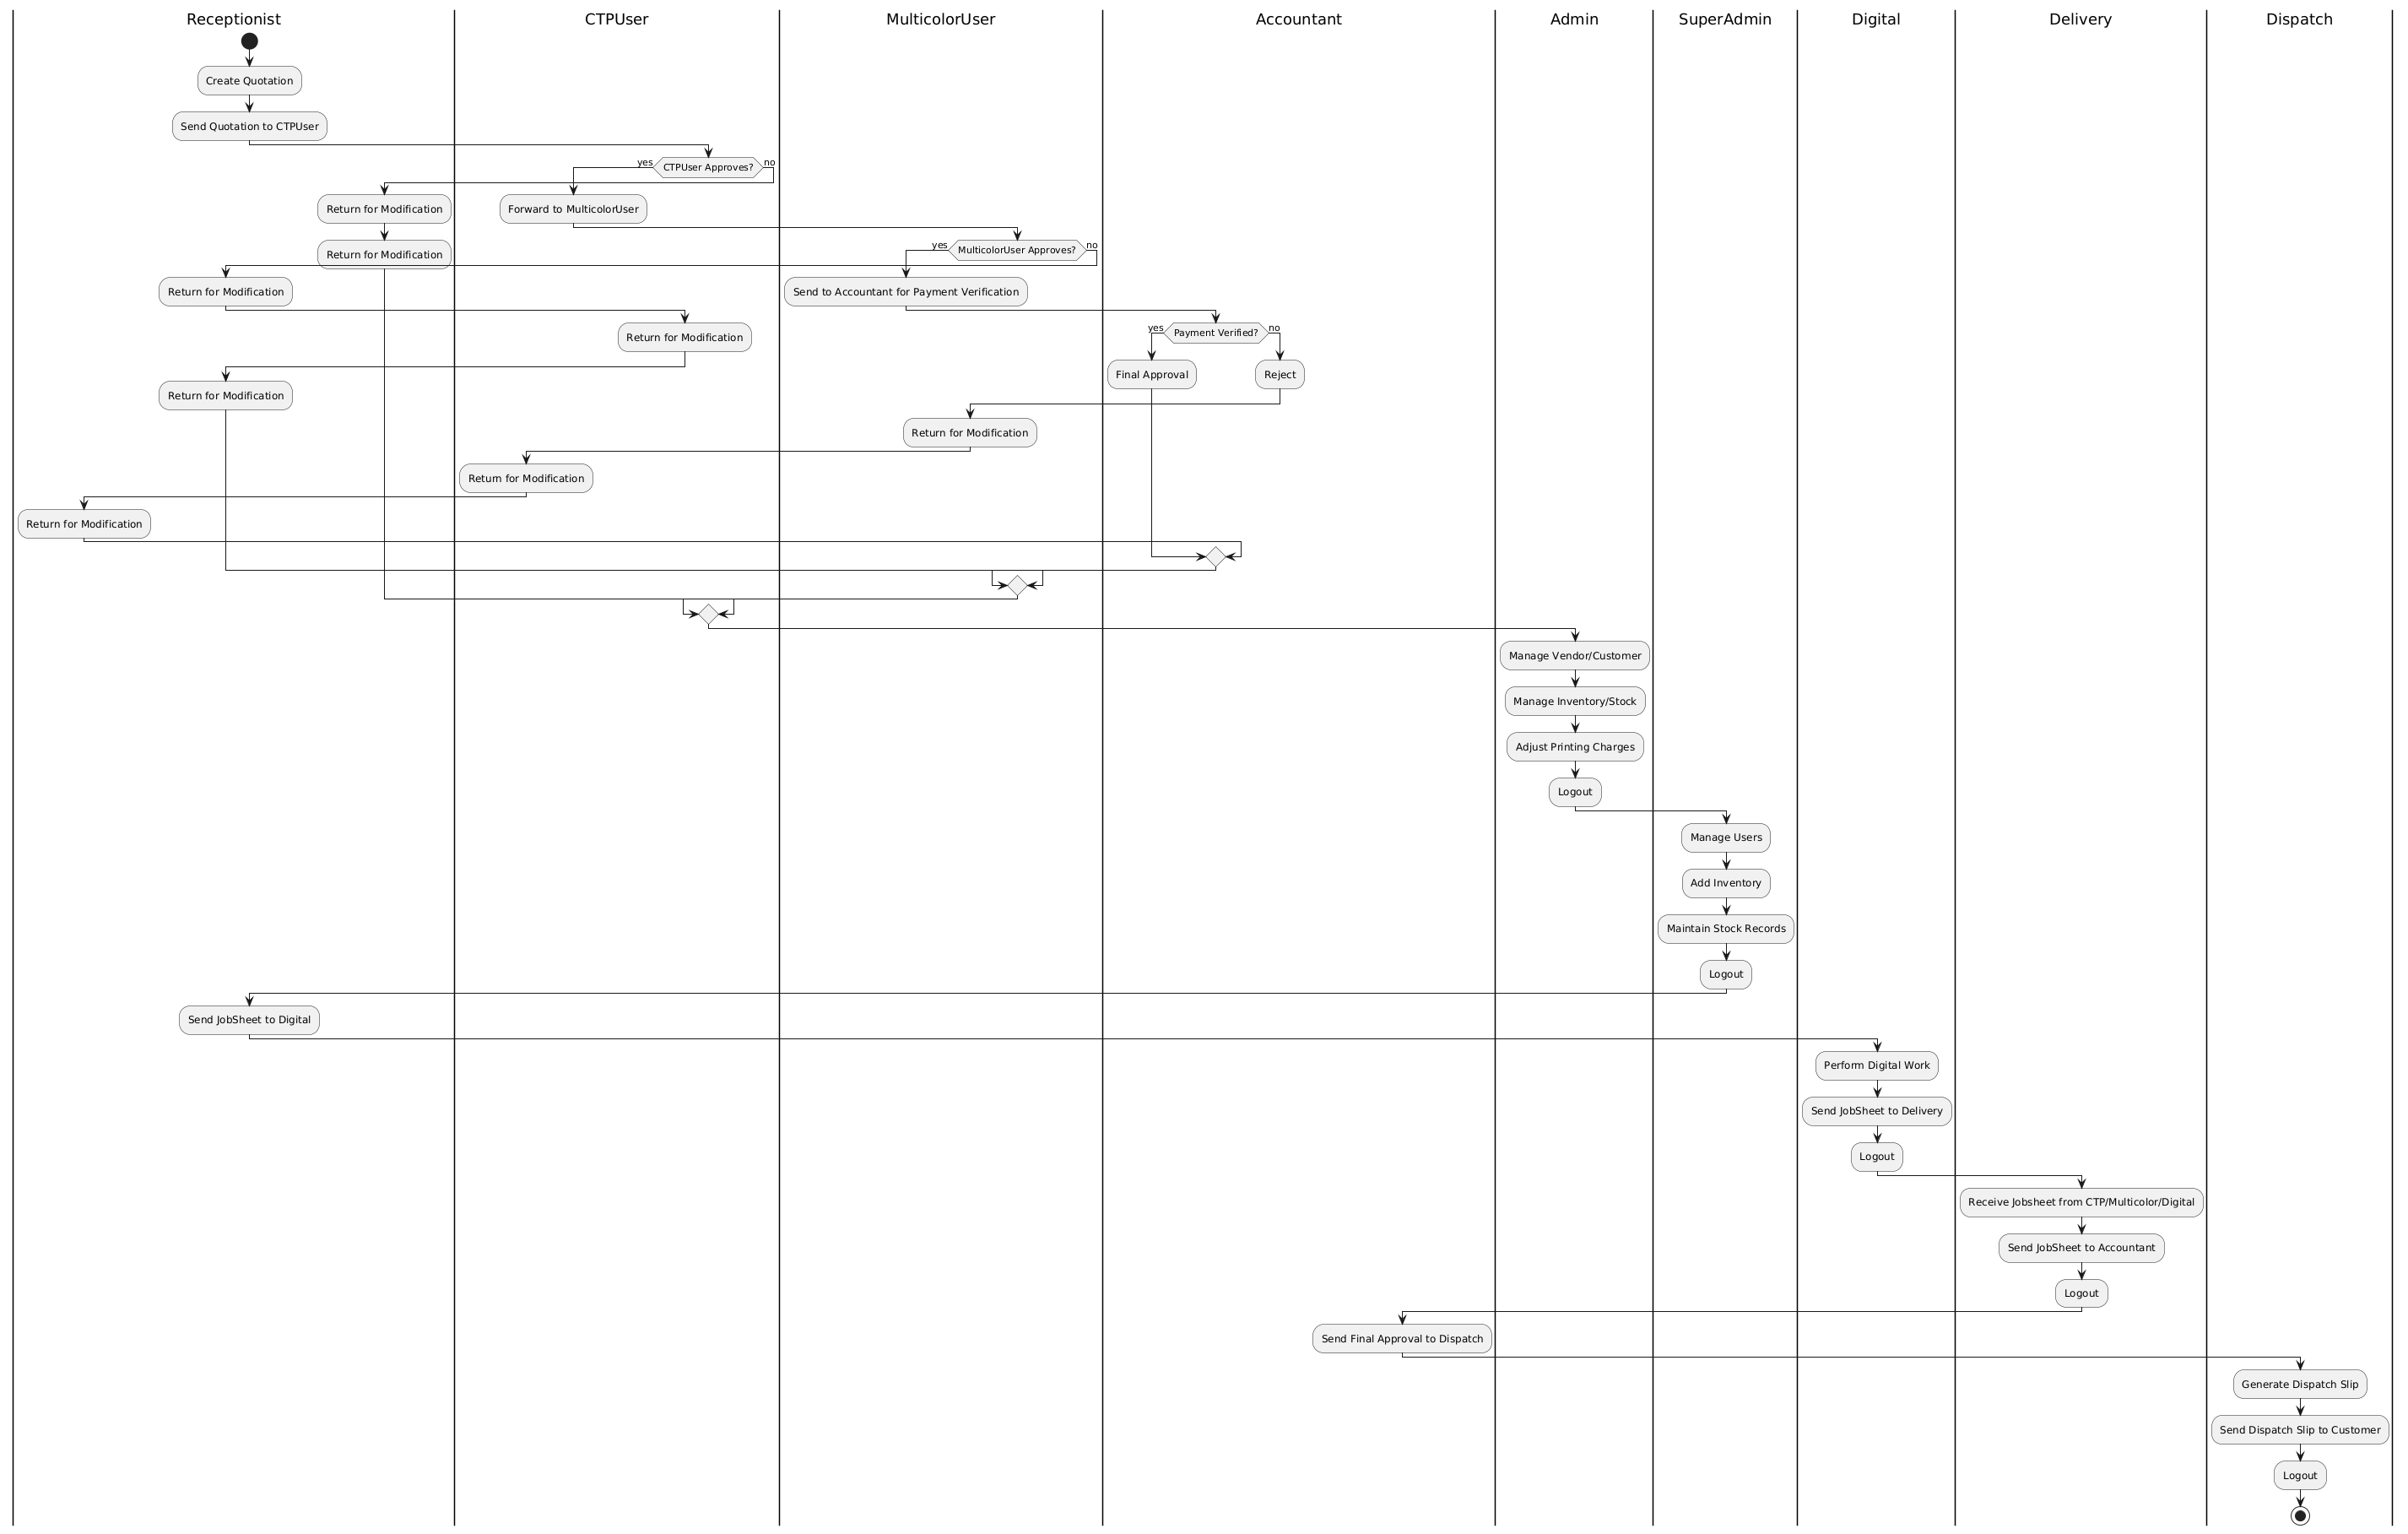 Receptionist
CTPUser
MulticolorUser
Accountant
Admin
SuperAdmin
Digital
Delivery
Dispatch
Create Quotation
Send Quotation to CTPUser
yes
CTPUser Approves?
no
Return for Modification
Forward to MulticolorUser
Return for Modification
yes
MulticolorUser Approves?
no
Return for Modification
Send to Accountant for Payment Verification
Return for Modification
yes
Payment Verified?
no
Return for Modification
Final Approval
Reject
Return for Modification
Return for Modification
Return for Modification
Manage Vendor/Customer
Manage Inventory/Stock
Adjust Printing Charges
Logout
Manage Users
Add Inventory
Maintain Stock Records
Logout
Send JobSheet to Digital
Perform Digital Work
Send JobSheet to Delivery
Logout
Receive Jobsheet from CTP/Multicolor/Digital
Send JobSheet to Accountant
Logout
Send Final Approval to Dispatch
Generate Dispatch Slip
Send Dispatch Slip to Customer
Logout